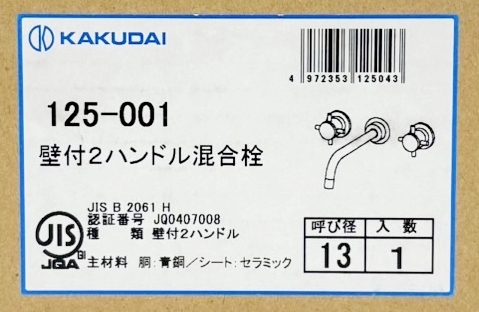 KAKUDAI
4 972353 125043
125-001
壁付2ハンドル混合栓
JIS B 2061 H
認証番号 JQ0407008
種 類 壁付2ハンドル
主材料 胴:青銅/シート:セラミック
JIS
JQA
GI
呼び径 入数
13 1